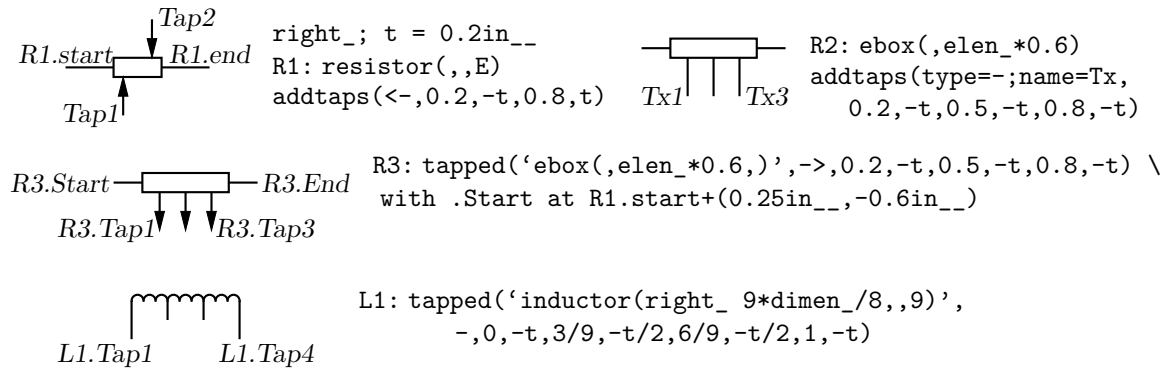 Tap2
R1.start
R1.end
Tap1
right_; t = 0.2in__
R1: resistor(,,E)
addtaps(<-,0.2,-t,0.8,t)
Tx1
Tx3
R2: ebox(,elen_*0.6)
addtaps(type=-;name=Tx,
0.2,-t,0.5,-t,0.8,-t)
R3.Start
R3.End
R3.Tap1
R3.Tap3
R3: tapped(‘ebox(,elen_*0.6,)’,->,0.2,-t,0.5,-t,0.8,-t) \
with .Start at R1.start+(0.25in__,-0.6in__)
L1.Tap1
L1.Tap4
L1: tapped(‘inductor(right_ 9*dimen_/8,,9)’,
-,0,-t,3/9,-t/2,6/9,-t/2,1,-t)